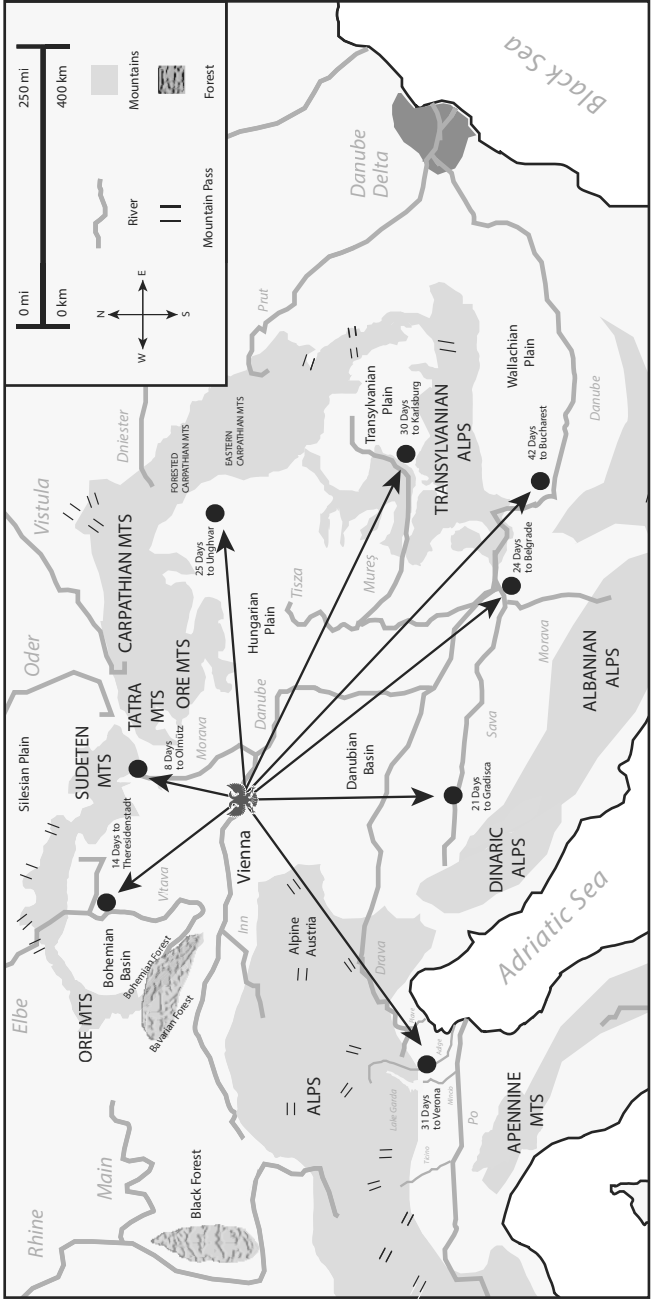 Rhine
Main
Black Forest
Elbe
ORE MTS
Bohemian
Basin
Bohemian Forest
Bavarian Forest
Vltava
14 Days to
Theresidenstadt
Silesian Plain
SUDETEN
MTS
8 Days
to Olmütz
Morava
Oder
TATRA
MTS
ORE MTS
CARPATHIAN MTS
Vistula
Dniester
FORESTED
CARPATHIAN MTS
EASTERN
CARPATHIAN MTS
25 Days
to Unghvar
Prut
0 mi
250 mi
0 km
400 km
N
W
E
S
River
Mountains
Mountain Pass
Forest
Vienna
Inn
Alpine
Austria
ALPS
Danube
Hungarian
Plain
Tisza
Danubian
Basin
Mureş
Transylvanian
Plain
30 Days
to Karlsburg
TRANSYLVANIAN
ALPS
Danube
Delta
Black Sea
Drava
Lake Garda
31 Days
to Verona
Ticino
Mincio
Adige
Po
APENNINE
MTS
Adriatic Sea
21 Days
to Gradisca
DINARIC
ALPS
Sava
24 Days
to Belgrade
Morava
ALBANIAN
ALPS
42 Days
to Bucharest
Wallachian
Plain
Danube